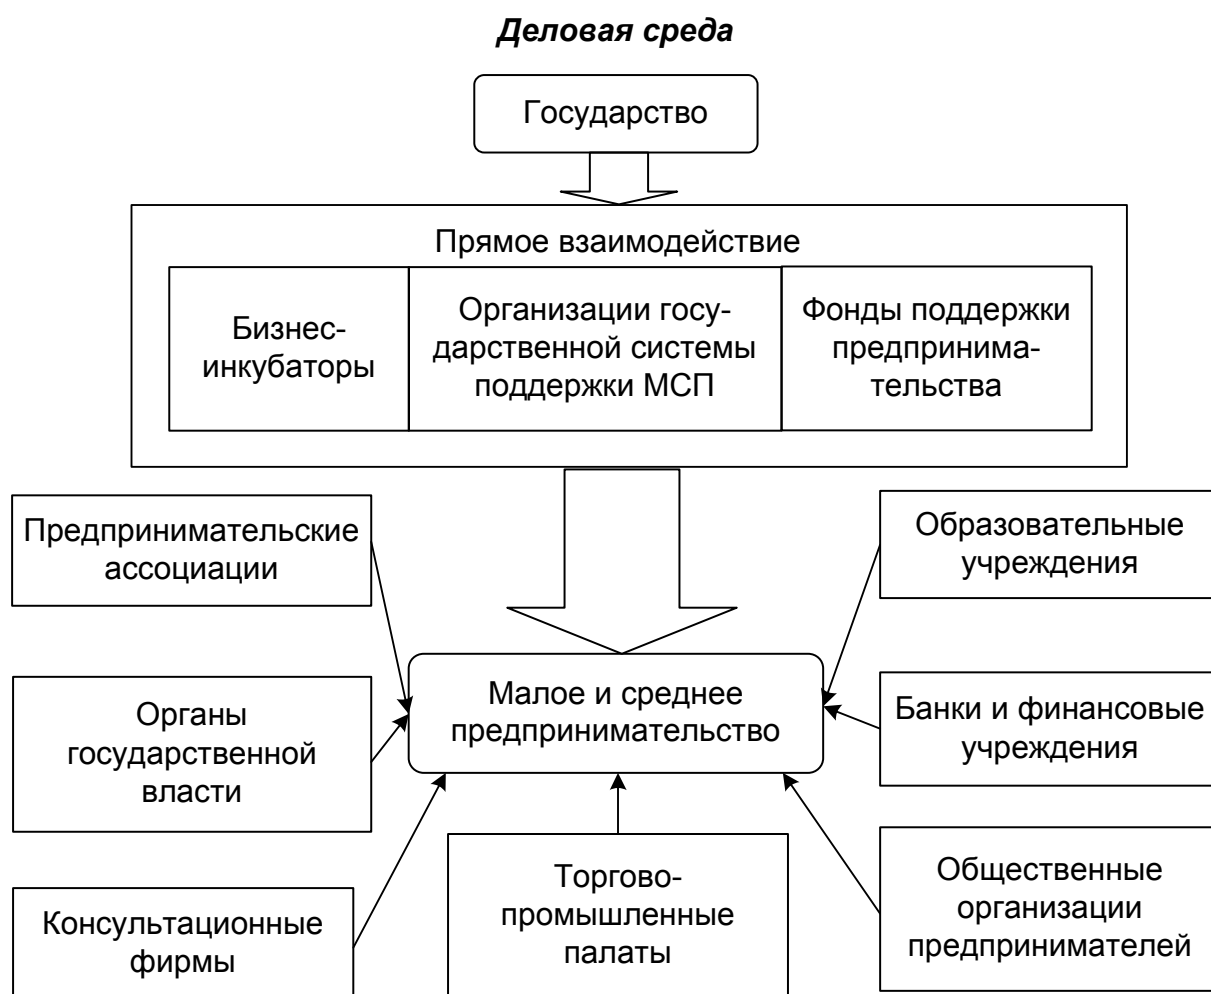 Деловая среда
Государство
Прямое взаимодействие
Бизнес-
инкубаторы
Организации госу-
дарственной системы
поддержки МСП
Фонды поддержки
предпринима-
тельства
Предпринимательские
ассоциации
Образовательные
учреждения
Малое и среднее
предпринимательство
Органы
государственной
власти
Банки и финансовые
учреждения
Консультационные
фирмы
Торгово-
промышленные
палаты
Общественные
организации
предпринимателей